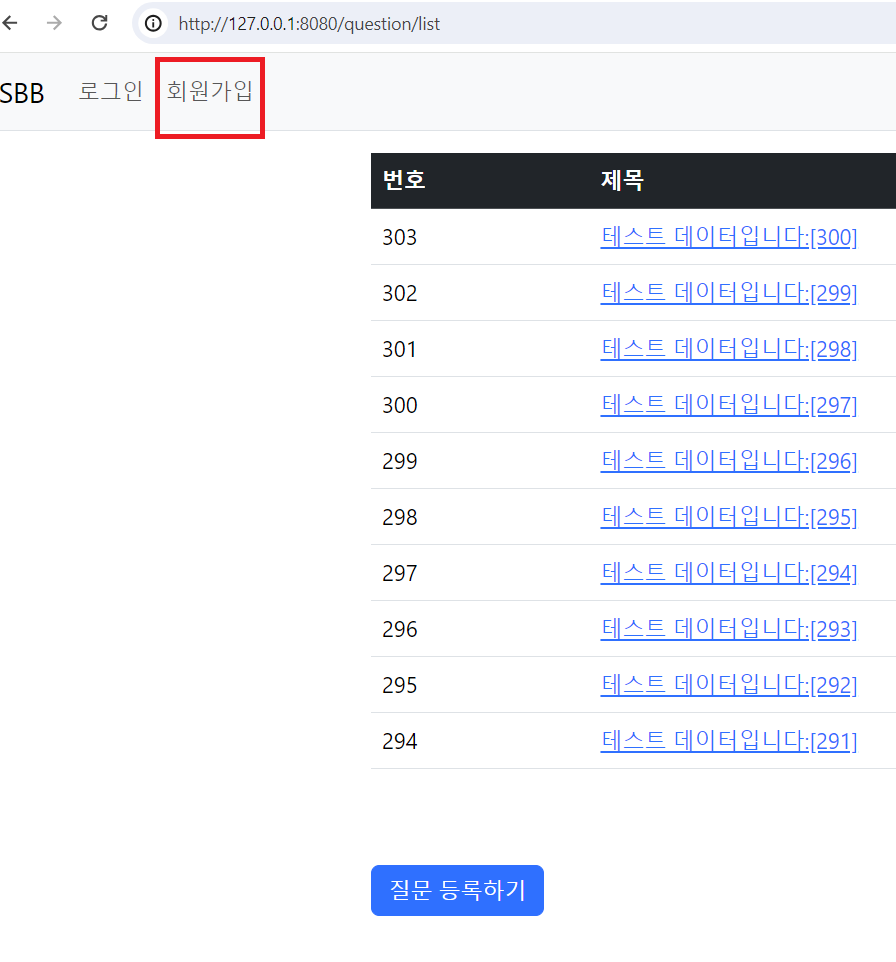 http://127.0.0.1:8080/question/list
SBB 로그인 회원가입
번호 제목
303 테스트 데이터입니다:[300]
302 테스트 데이터입니다:[299]
301 테스트 데이터입니다:[298]
300 테스트 데이터입니다:[297]
299 테스트 데이터입니다:[296]
298 테스트 데이터입니다:[295]
297 테스트 데이터입니다:[294]
296 테스트 데이터입니다:[293]
295 테스트 데이터입니다:[292]
294 테스트 데이터입니다:[291]
질문 등록하기